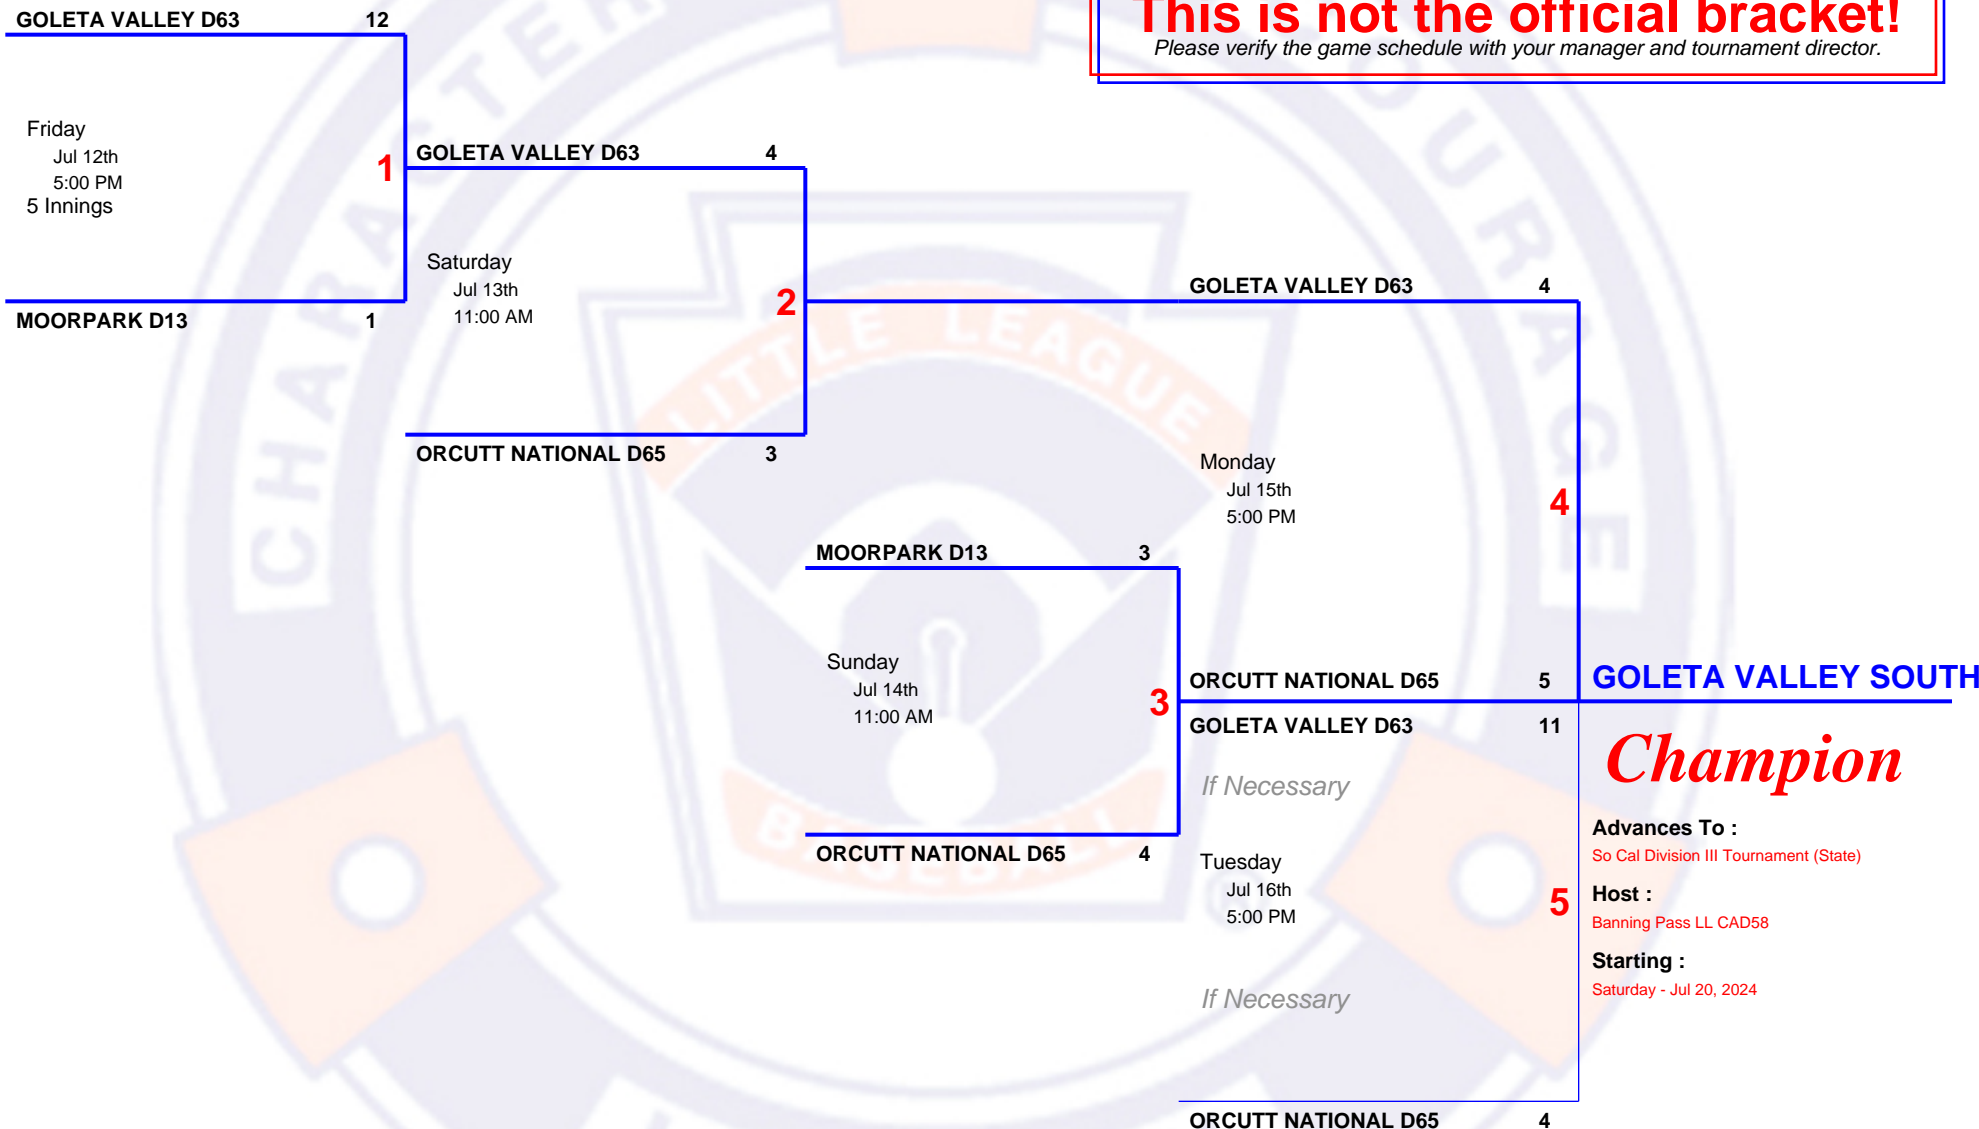 GOLETA VALLEY D63 12
This is not the official bracket!
Please verify the game schedule with your manager and tournament director.
Friday
Jul 12th
5:00 PM
5 Innings
1
GOLETA VALLEY D63 4
MOORPARK D13 1
Saturday
Jul 13th
11:00 AM
2
GOLETA VALLEY D63 4
ORCUTT NATIONAL D65 3
Monday
Jul 15th
5:00 PM
4
MOORPARK D13 3
Sunday
Jul 14th
11:00 AM
3
ORCUTT NATIONAL D65 5
GOLETA VALLEY SOUTH
GOLETA VALLEY D63 11
Champion
If Necessary
ORCUTT NATIONAL D65 4
Tuesday
Jul 16th
5:00 PM
5
If Necessary
Advances To :
So Cal Division III Tournament (State)
Host :
Banning Pass LL CAD58
Starting :
Saturday - Jul 20, 2024
ORCUTT NATIONAL D65 4
LITTLE LEAGUE
BASEBALL
®